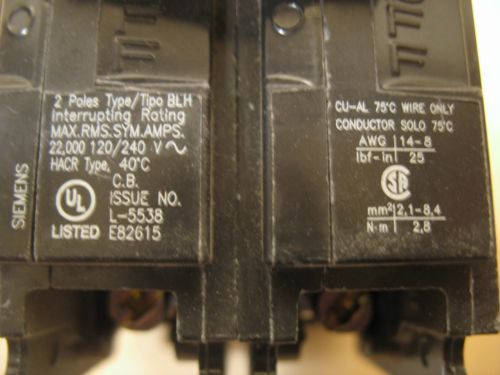 2 Poles Type/Tipo BLH
Interrupting Rating
MAX.RMS.SYM.AMPS.
22,000 120/240 V~
HACR Type, 40°C
C.B.
ISSUE NO.
L-5538
UL
LISTED E82615
SIEMENS
CU-AL 75°C WIRE ONLY
CONDUCTOR SOLO 75°C
AWG 14-8
lbf-in 25
SA
mm² 2,1-8,4
N·m 2,8